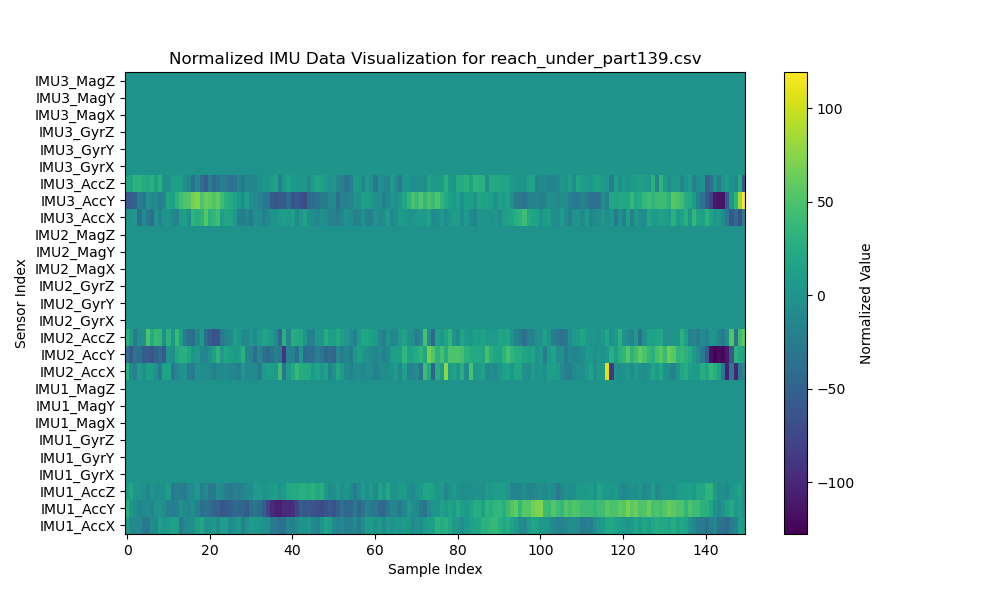 Normalized IMU Data Visualization for reach_under_part139.csv
IMU3_MagZ
IMU3_MagY
IMU3_MagX
IMU3_GyrZ
IMU3_GyrY
IMU3_GyrX
IMU3_AccZ
IMU3_AccY
IMU3_AccX
IMU2_MagZ
IMU2_MagY
IMU2_MagX
IMU2_GyrZ
IMU2_GyrY
IMU2_GyrX
IMU2_AccZ
IMU2_AccY
IMU2_AccX
IMU1_MagZ
IMU1_MagY
IMU1_MagX
IMU1_GyrZ
IMU1_GyrY
IMU1_GyrX
IMU1_AccZ
IMU1_AccY
IMU1_AccX
Sensor Index
0 20 40 60 80 100 120 140
Sample Index
100
50
0
−50
−100
Normalized Value